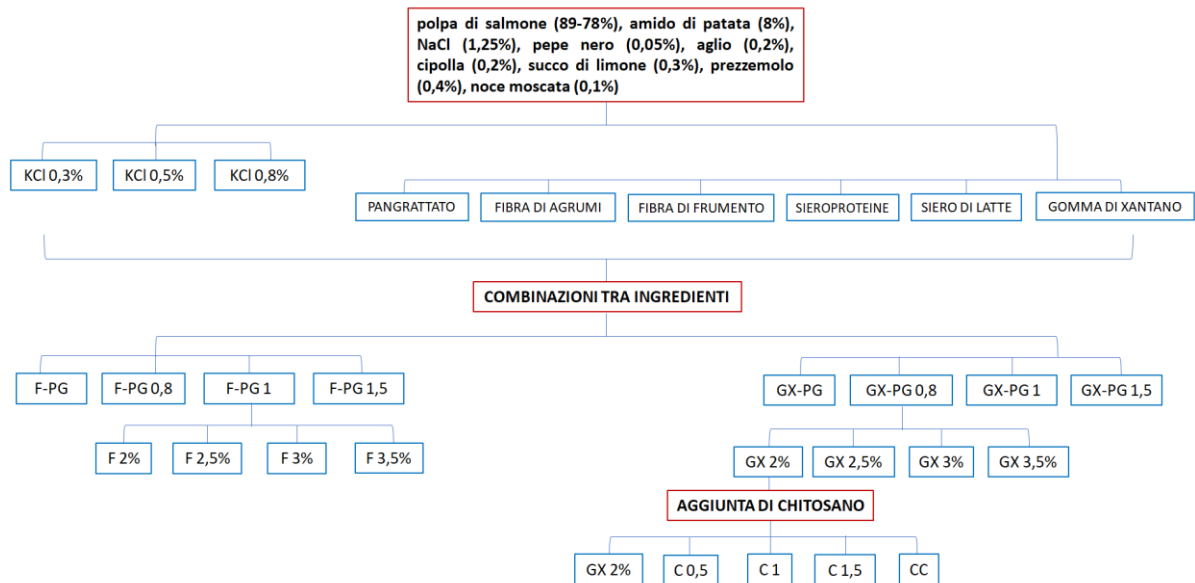 polpa di salmone (89-78%), amido di patata (8%),
NaCl (1,25%), pepe nero (0,05%), aglio (0,2%),
cipolla (0,2%), succo di limone (0,3%), prezzemolo
(0,4%), noce moscata (0,1%)
KCl 0,3%
KCl 0,5%
KCl 0,8%
PANGRATTATO
FIBRA DI AGRUMI
FIBRA DI FRUMENTO
SIEROPROTEINE
SIERO DI LATTE
GOMMA DI XANTANO
COMBINAZIONI TRA INGREDIENTI
F-PG
F-PG 0,8
F-PG 1
F-PG 1,5
GX-PG
GX-PG 0,8
GX-PG 1
GX-PG 1,5
F 2%
F 2,5%
F 3%
F 3,5%
GX 2%
GX 2,5%
GX 3%
GX 3,5%
AGGIUNTA DI CHITOSANO
GX 2%
C 0,5
C 1
C 1,5
CC